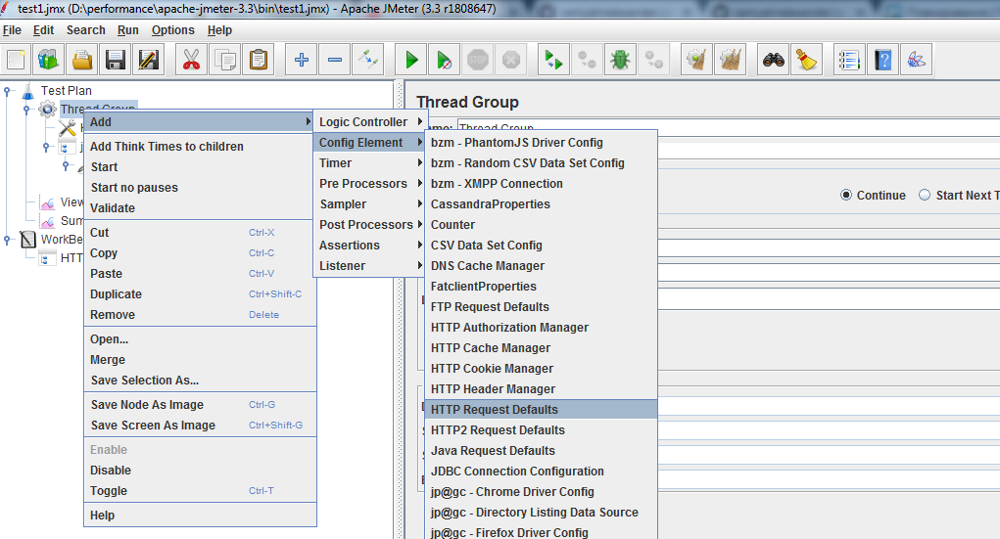 test1.jmx (D:\performance\apache-jmeter-3.3\bin\test1.jmx) - Apache JMeter (3.3 r1808647)
File Edit Search Run Options Help
Test Plan
Thread Group
View
Sum
WorkBe
HTT
Add
Add Think Times to children
Start
Start no pauses
Validate
Cut Ctrl-X
Copy Ctrl-C
Paste Ctrl-V
Duplicate Ctrl+Shift-C
Remove Delete
Open...
Merge
Save Selection As...
Save Node As Image Ctrl-G
Save Screen As Image Ctrl+Shift-G
Enable
Disable
Toggle Ctrl-T
Help
Logic Controller
Config Element
Timer
Pre Processors
Sampler
Post Processors
Assertions
Listener
bzm - PhantomJS Driver Config
bzm - Random CSV Data Set Config
bzm - XMPP Connection
CassandraProperties
Counter
CSV Data Set Config
DNS Cache Manager
FatclientProperties
FTP Request Defaults
HTTP Authorization Manager
HTTP Cache Manager
HTTP Cookie Manager
HTTP Header Manager
HTTP Request Defaults
HTTP2 Request Defaults
Java Request Defaults
JDBC Connection Configuration
jp@gc - Chrome Driver Config
jp@gc - Directory Listing Data Source
jp@gc - Firefox Driver Config
Thread Group
Thread Group
Continue Start Next T